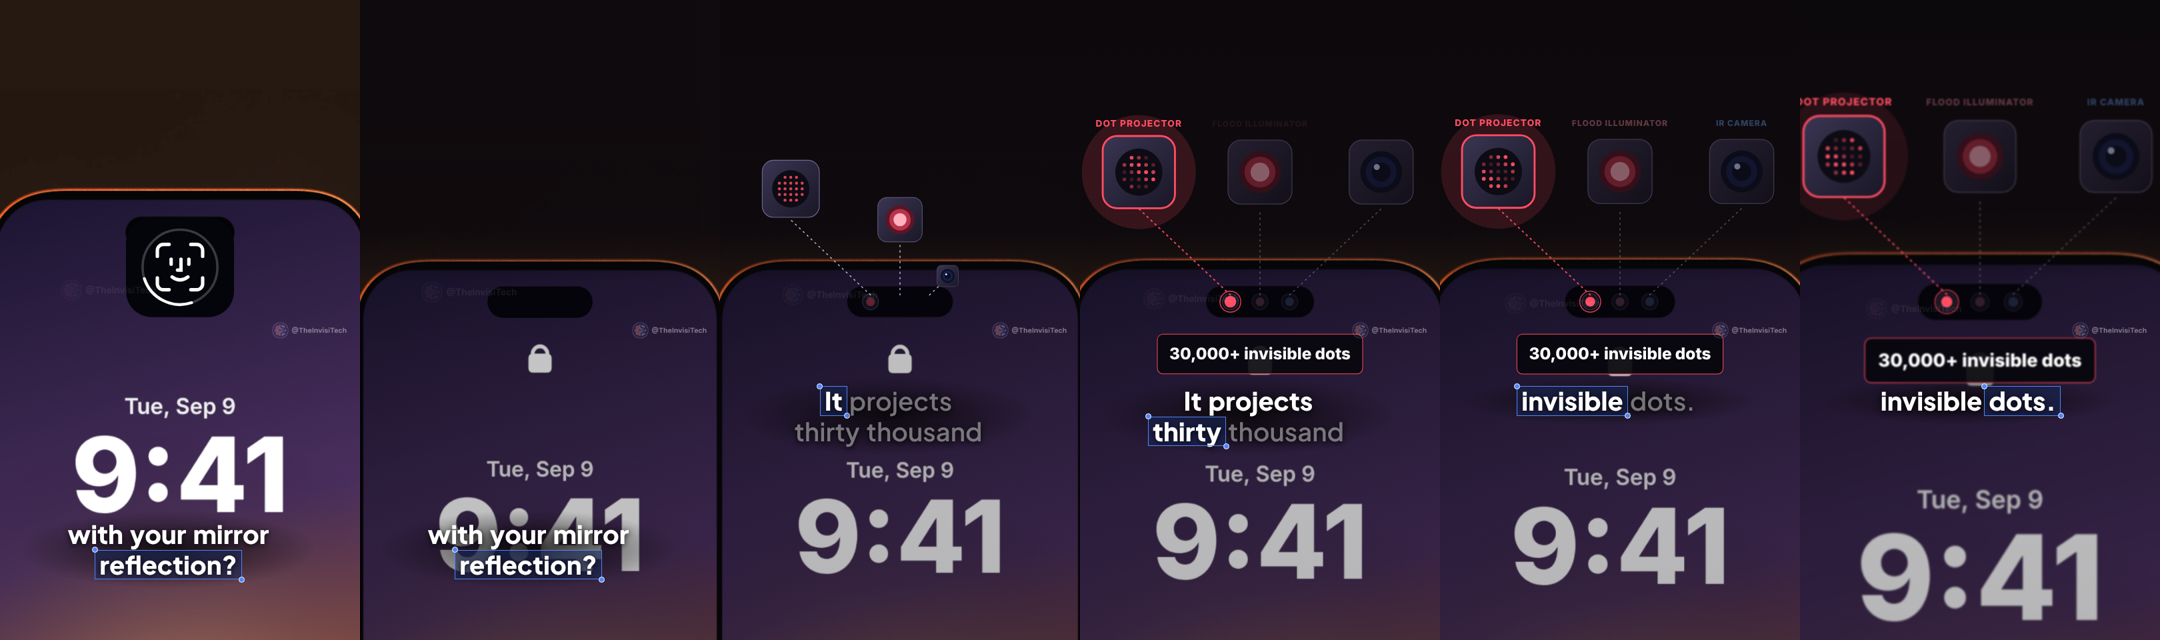 @TheInvisiTech
@TheInvisiTech
Tue, Sep 9
9:41
with your mirror
reflection?
@TheInvisiTech
@TheInvisiTech
Tue, Sep 9
9:41
with your mirror
reflection?
@TheInvisiTech
It projects
thirty thousand
Tue, Sep 9
9:41
DOT PROJECTOR
FLOOD ILLUMINATOR
@TheInvisiTech
30,000+ invisible dots
It projects
thirty thousand
Tue, Sep 9
9:41
DOT PROJECTOR
FLOOD ILLUMINATOR
IR CAMERA
@TheInvisiTech
30,000+ invisible dots
invisible dots.
Tue, Sep 9
9:41
DOT PROJECTOR
FLOOD ILLUMINATOR
IR CAMERA
@TheInvisiTech
30,000+ invisible dots
invisible dots.
Tue, Sep 9
9:41